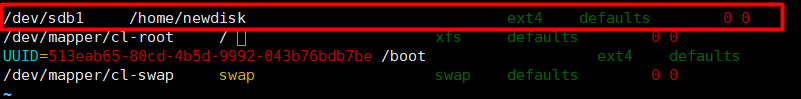 /dev/sdb1 /home/newdisk ext4 defaults 0 0
/dev/mapper/cl-root / xfs defaults 0 0
UUID=513eab65-80cd-4b5d-9992-043b76bdb7be /boot ext4 defaults
/dev/mapper/cl-swap swap swap defaults 0 0
~